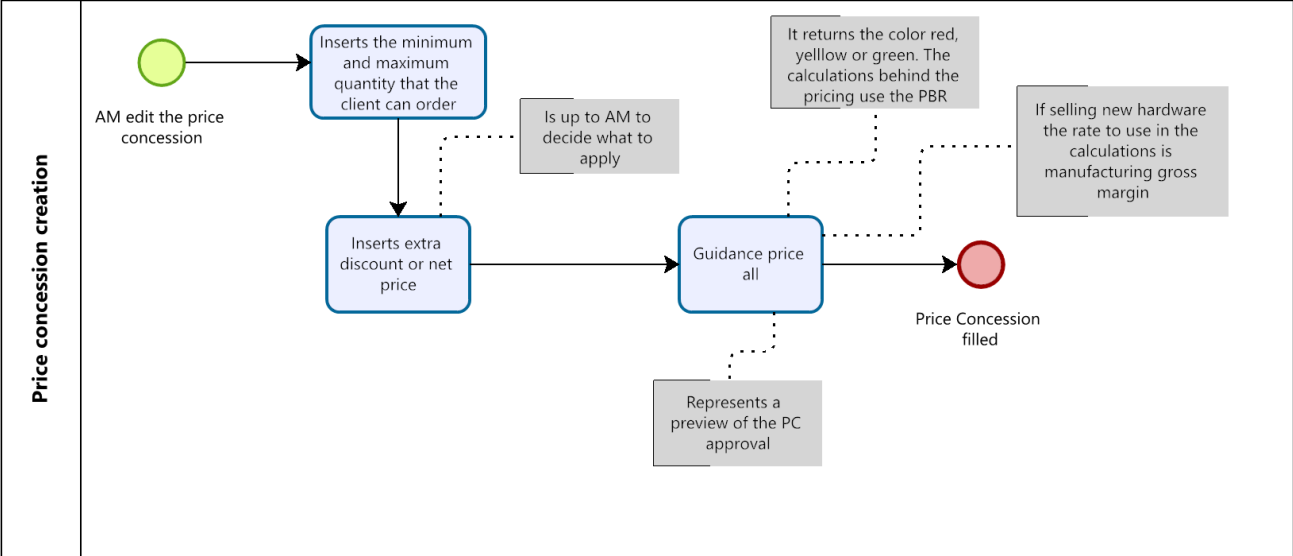 Price concession creation
AM edit the price
concession
Inserts the minimum
and maximum
quantity that the
client can order
Is up to AM to
decide what to
apply
It returns the color red,
yelllow or green. The
calculations behind the
pricing use the PBR
If selling new hardware
the rate to use in the
calculations is
manufacturing gross
margin
Inserts extra
discount or net
price
Guidance price
all
Price Concession
filled
Represents a
preview of the PC
approval